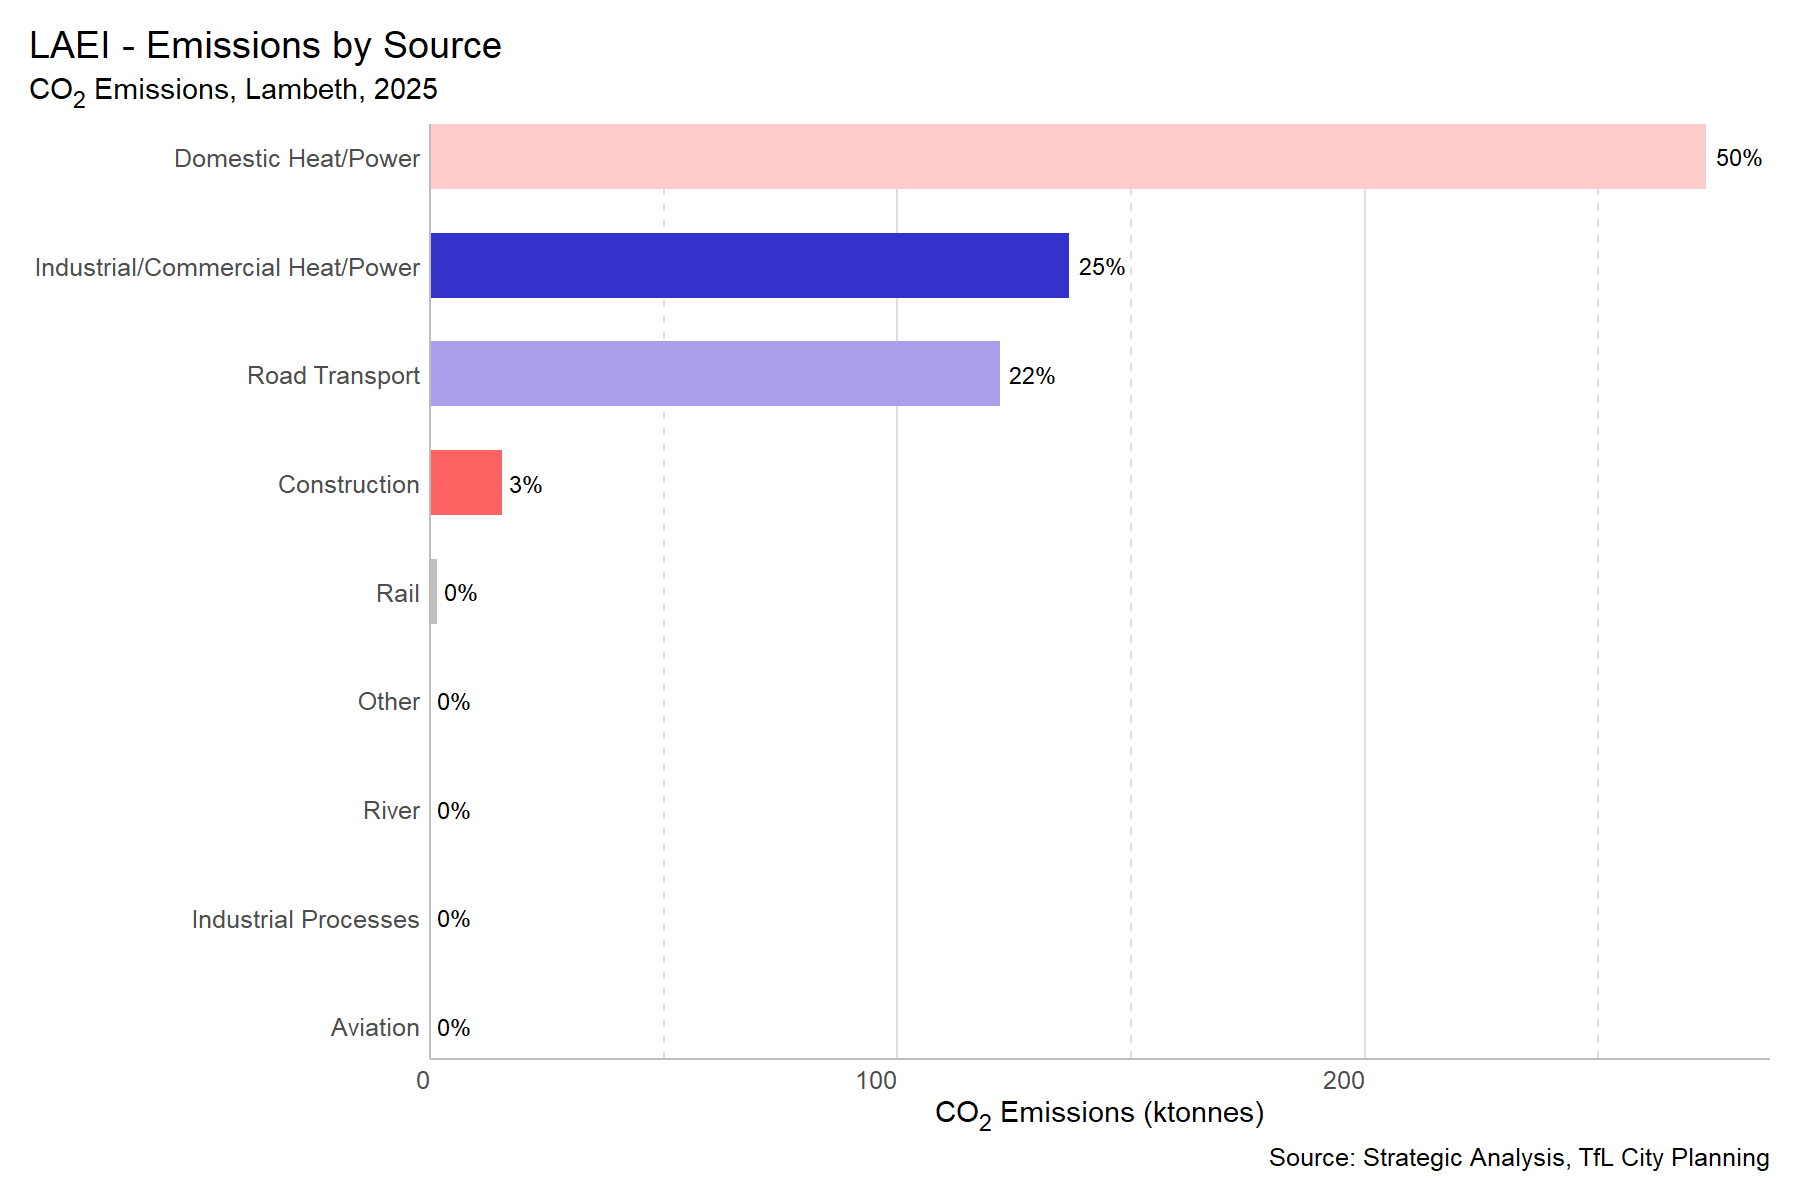 LAEI - Emissions by Source
CO₂ Emissions, Lambeth, 2025
Domestic Heat/Power 50%
Industrial/Commercial Heat/Power 25%
Road Transport 22%
Construction 3%
Rail 0%
Other 0%
River 0%
Industrial Processes 0%
Aviation 0%
0 100 200
CO₂ Emissions (ktonnes)
Source: Strategic Analysis, TfL City Planning